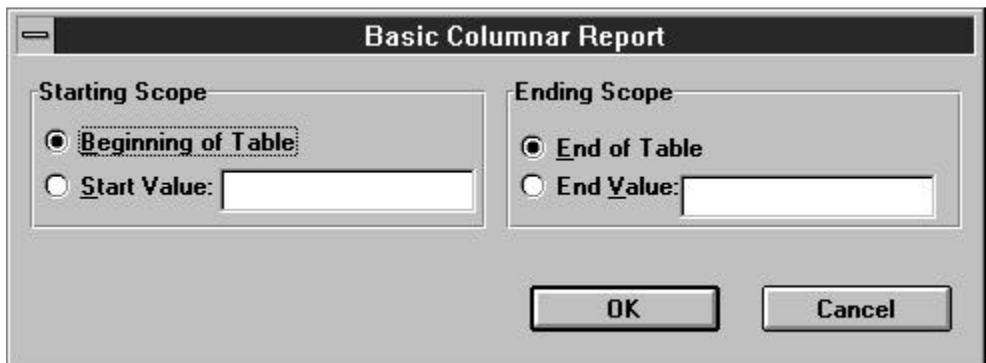 Basic Columnar Report
Starting Scope
Beginning of Table
Start Value:
Ending Scope
End of Table
End Value:
OK
Cancel